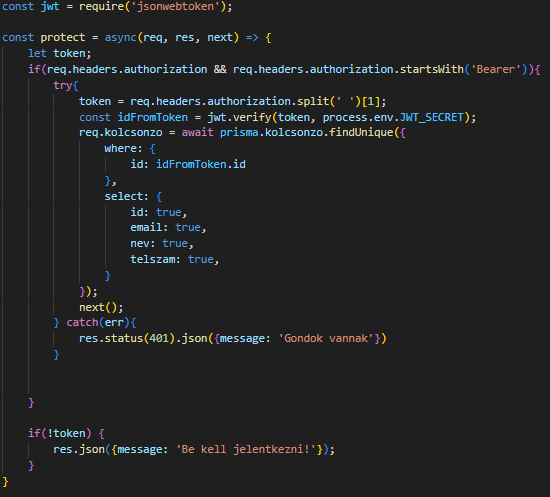 const jwt = require('jsonwebtoken');
const protect = async(req, res, next) => {
let token;
if(req.headers.authorization && req.headers.authorization.startsWith('Bearer')){
try{
token = req.headers.authorization.split(' ')[1];
const idFromToken = jwt.verify(token, process.env.JWT_SECRET);
req.kolcsonzo = await prisma.kolcsonzo.findUnique({
where: {
id: idFromToken.id
},
select: {
id: true,
email: true,
nev: true,
telszam: true,
}
});
next();
} catch(err){
res.status(401).json({message: 'Gondok vannak'})
}
}
if(!token) {
res.json({message: 'Be kell jelentkezni!'});
}
}